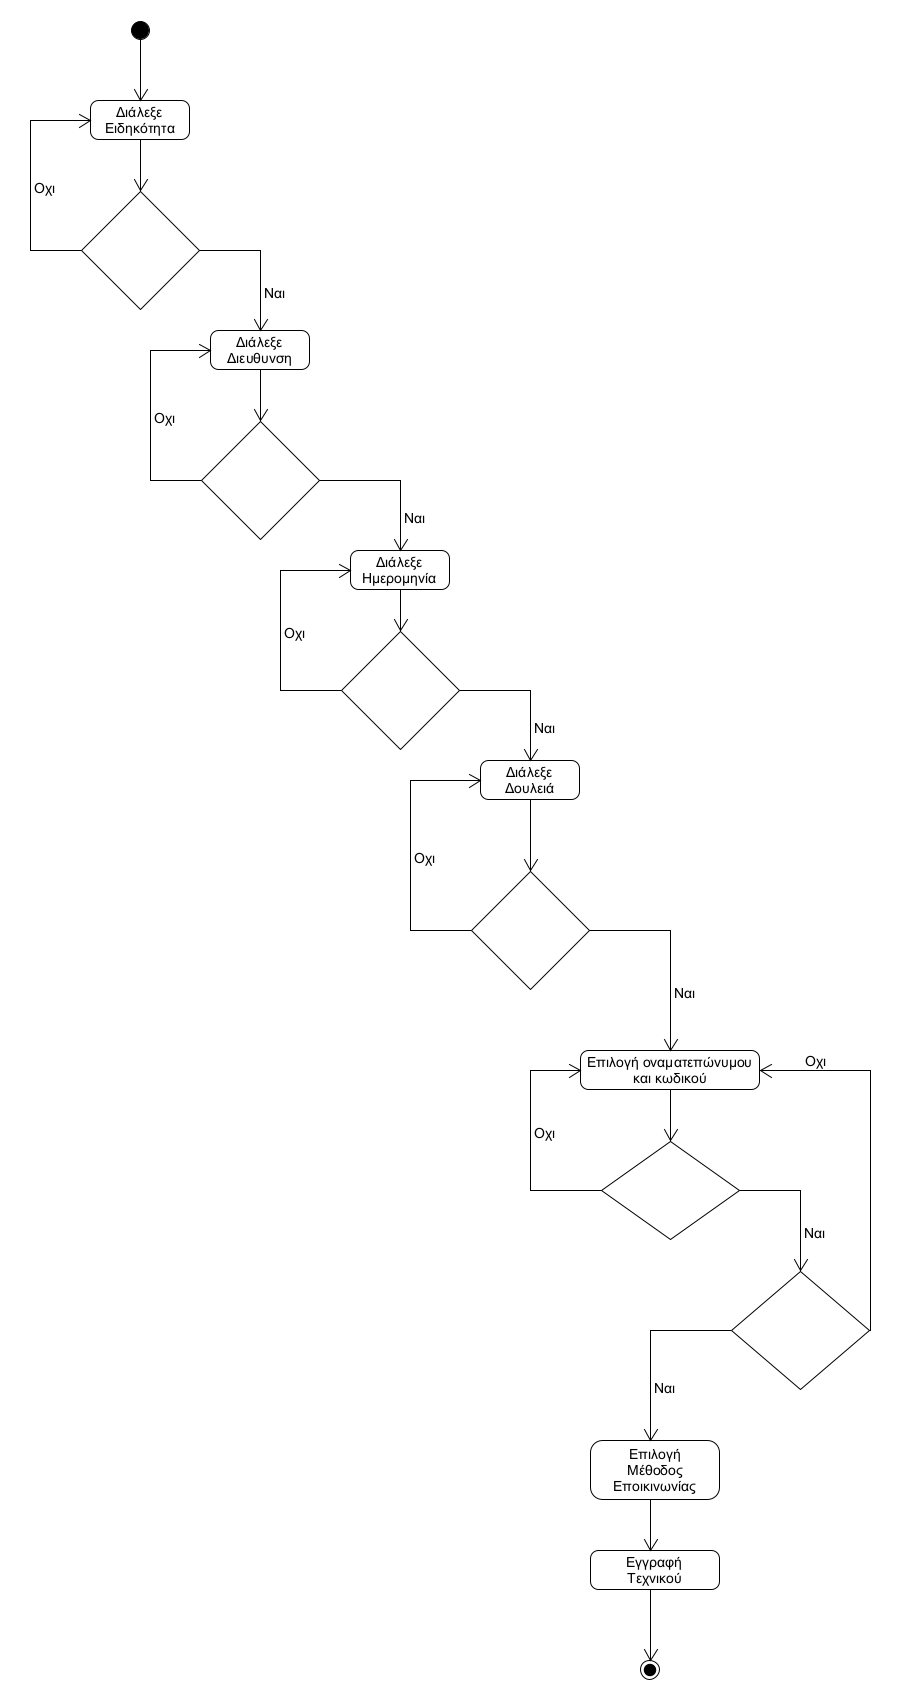 Διάλεξε
Ειδηκότητα
Οχι
Ναι
Διάλεξε
Διευθυνση
Οχι
Ναι
Διάλεξε
Ημερομηνία
Οχι
Ναι
Διάλεξε
Δουλειά
Οχι
Ναι
Επιλογή οναματεπώνυμου
και κωδικού
Οχι
Οχι
Ναι
Ναι
Επιλογή
Μέθοδος
Εποικινωνίας
Εγγραφή
Τεχνικού